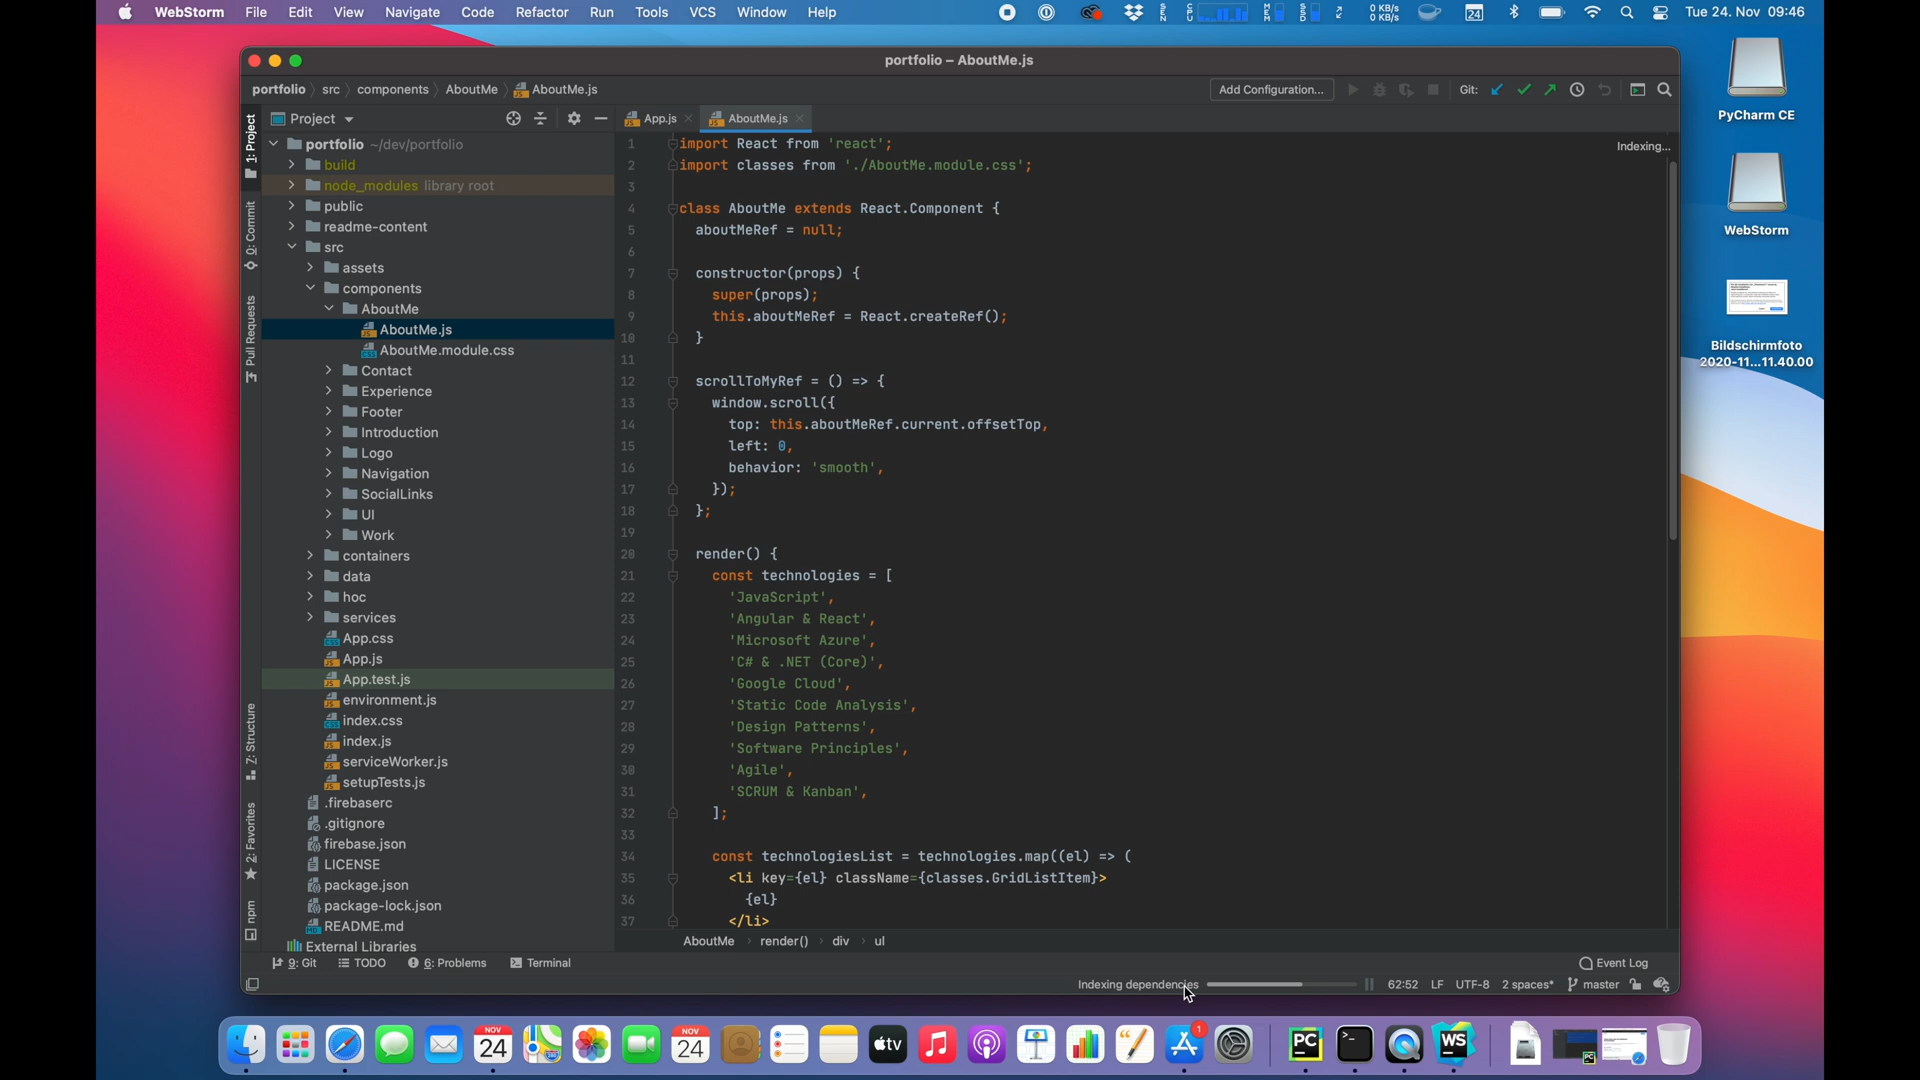 WebStorm File Edit View Navigate Code Refactor Run Tools VCS Window Help
0 KB/s
0 KB/s
24
Tue 24. Nov 09:46
portfolio – AboutMe.js
portfolio src components AboutMe AboutMe.js
Add Configuration...
Git:
1: Project
0: Commit
Pull Requests
Z: Structure
2: Favorites
npm
Project
portfolio ~/dev/portfolio
build
node_modules library root
public
readme-content
src
assets
components
AboutMe
AboutMe.js
AboutMe.module.css
Contact
Experience
Footer
Introduction
Logo
Navigation
SocialLinks
UI
Work
containers
data
hoc
services
App.css
App.js
App.test.js
environment.js
index.css
index.js
serviceWorker.js
setupTests.js
.firebaserc
.gitignore
firebase.json
LICENSE
package.json
package-lock.json
README.md
External Libraries
App.js AboutMe.js
Indexing...
1 import React from 'react';
2 import classes from './AboutMe.module.css';
3
4 class AboutMe extends React.Component {
5 aboutMeRef = null;
6
7 constructor(props) {
8 super(props);
9 this.aboutMeRef = React.createRef();
10 }
11
12 scrollToMyRef = () => {
13 window.scroll({
14 top: this.aboutMeRef.current.offsetTop,
15 left: 0,
16 behavior: 'smooth',
17 });
18 };
19
20 render() {
21 const technologies = [
22 'JavaScript',
23 'Angular & React',
24 'Microsoft Azure',
25 'C# & .NET (Core)',
26 'Google Cloud',
27 'Static Code Analysis',
28 'Design Patterns',
29 'Software Principles',
30 'Agile',
31 'SCRUM & Kanban',
32 ];
33
34 const technologiesList = technologies.map((el) => (
35 <li key={el} className={classes.GridListItem}>
36 {el}
37 </li>
AboutMe render() div ul
9: Git TODO 6: Problems Terminal
Event Log
Indexing dependencies
62:52 LF UTF-8 2 spaces* master
PyCharm CE
WebStorm
Bildschirmfoto
2020-11...11.40.00
NOV
24
NOV
24
tv
1
PC
WS